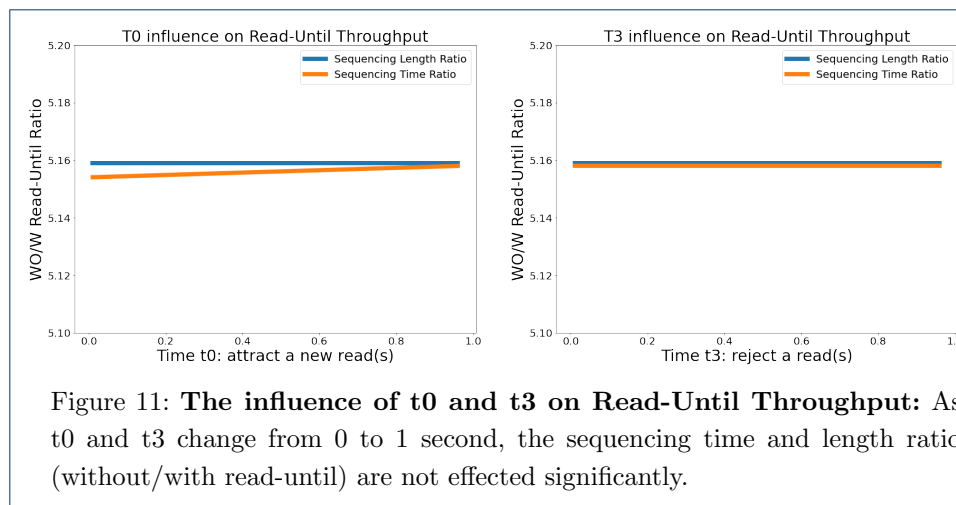 T0 influence on Read-Until Throughput
Sequencing Length Ratio
Sequencing Time Ratio
WO/W Read-Until Ratio
5.20
5.18
5.16
5.14
5.12
5.10
0.0 0.2 0.4 0.6 0.8 1.0
Time t0: attract a new read(s)
T3 influence on Read-Until Throughput
Sequencing Length Ratio
Sequencing Time Ratio
WO/W Read-Until Ratio
5.20
5.18
5.16
5.14
5.12
5.10
0.0 0.2 0.4 0.6 0.8
Time t3: reject a read(s)
Figure 11: The influence of t0 and t3 on Read-Until Throughput: As
t0 and t3 change from 0 to 1 second, the sequencing time and length ratio
(without/with read-until) are not effected significantly.